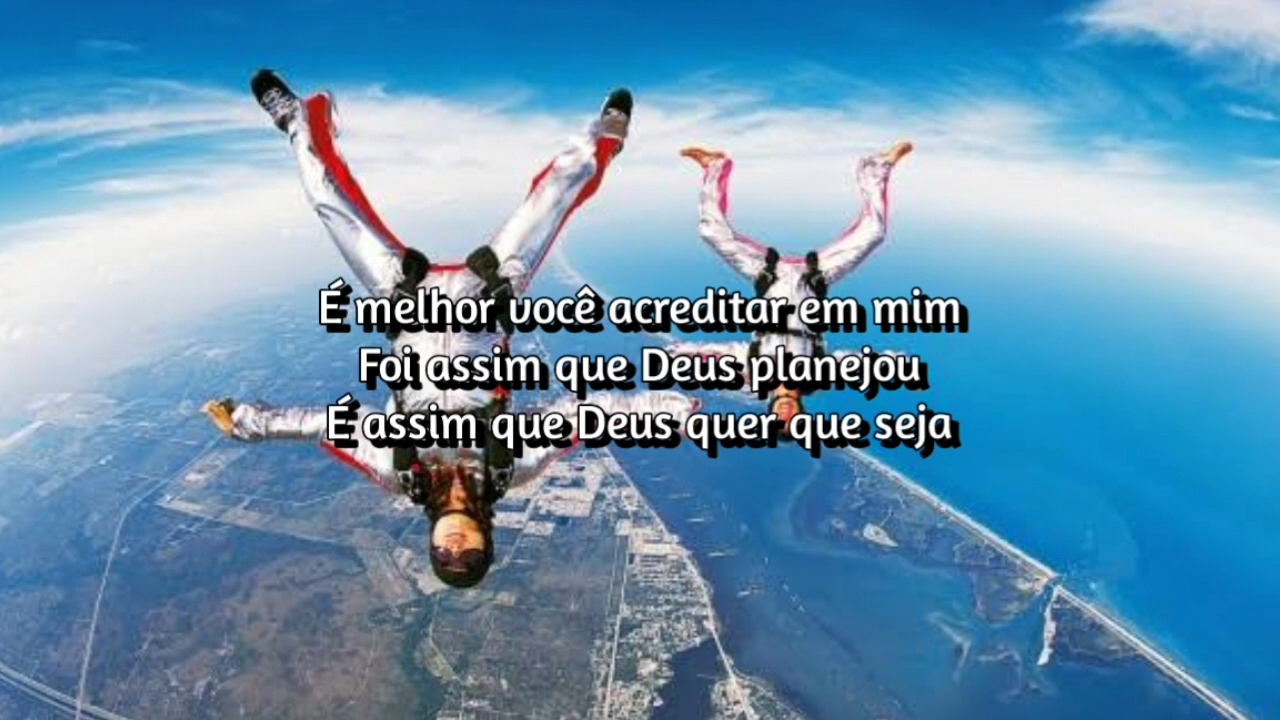 É melhor você acreditar em mim
Foi assim que Deus planejou
É assim que Deus quer que seja